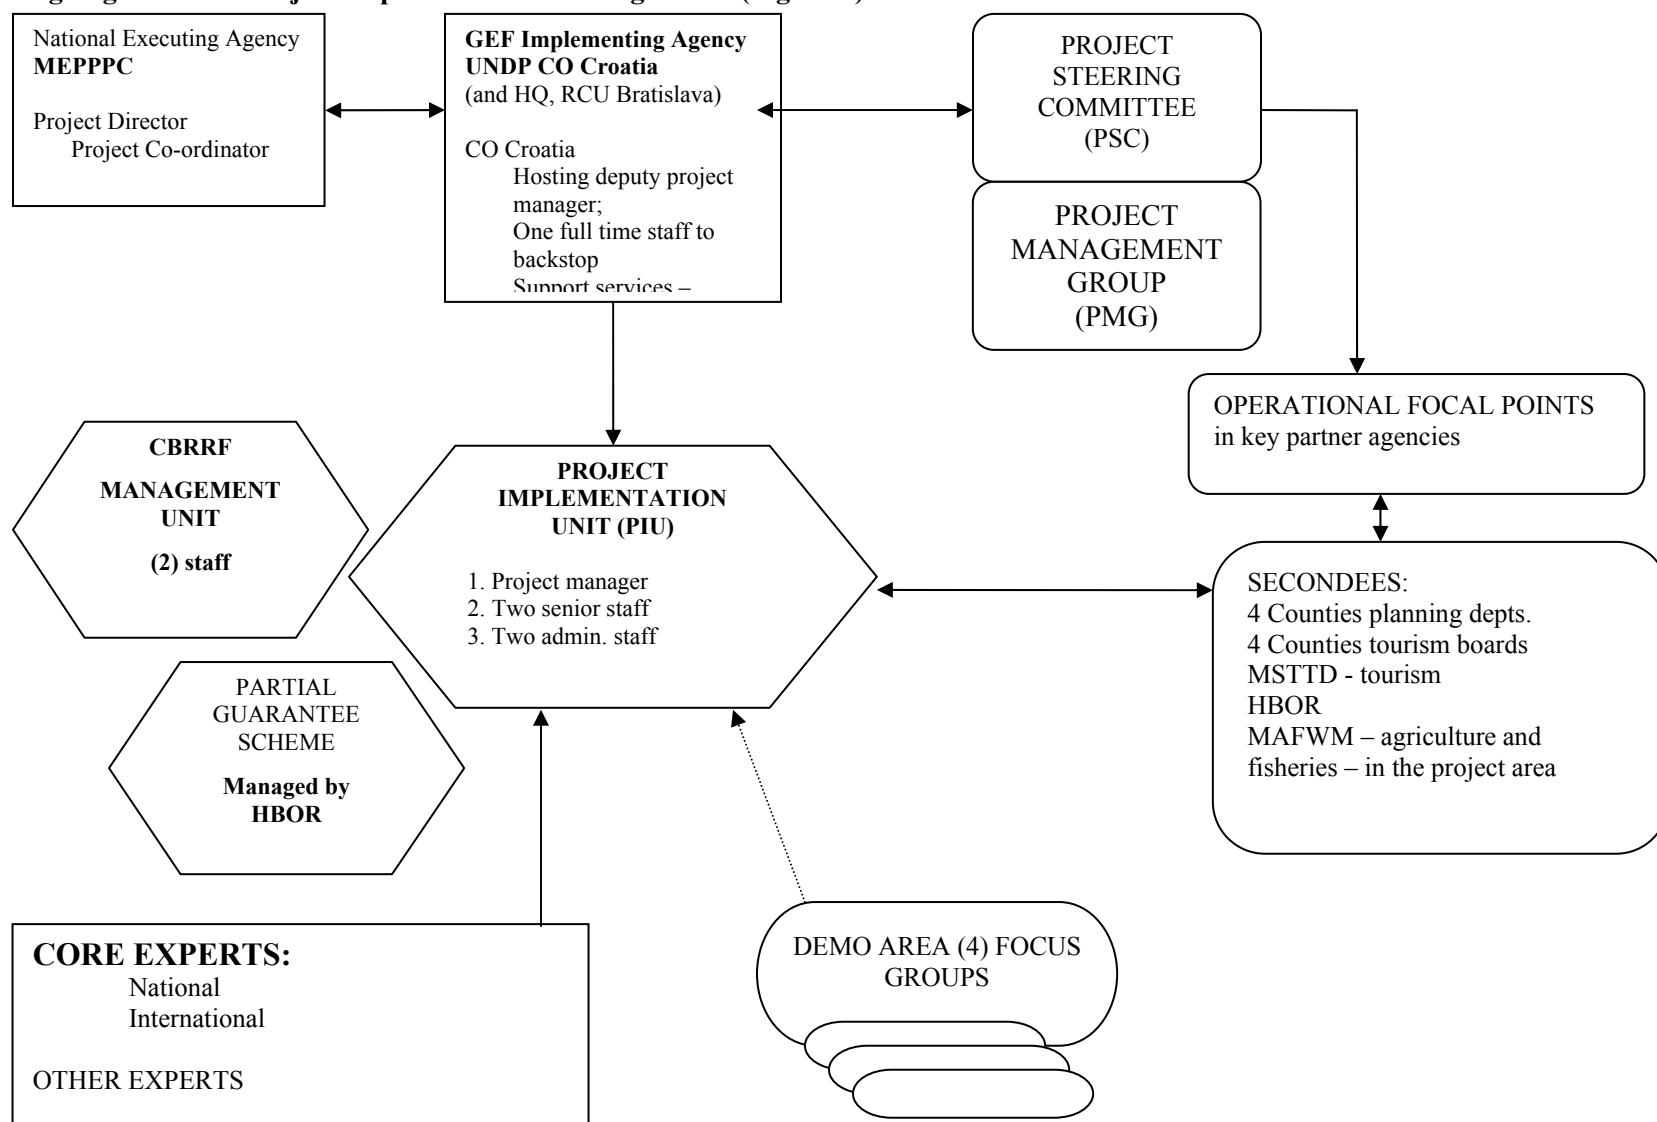 National Executing Agency
MEPPPC
Project Director
Project Co-ordinator
GEF Implementing Agency
UNDP CO Croatia
(and HQ, RCU Bratislava)
CO Croatia
Hosting deputy project
manager;
One full time staff to
backstop
Support services –
PROJECT
STEERING
COMMITTEE
(PSC)
PROJECT
MANAGEMENT
GROUP
(PMG)
OPERATIONAL FOCAL POINTS
in key partner agencies
CBRRF
MANAGEMENT
UNIT
(2) staff
PROJECT
IMPLEMENTATION
UNIT (PIU)
1. Project manager
2. Two senior staff
3. Two admin. staff
SECONDEES:
4 Counties planning depts.
4 Counties tourism boards
MSTTD - tourism
HBOR
MAFWM – agriculture and
fisheries – in the project area
PARTIAL
GUARANTEE
SCHEME
Managed by
HBOR
CORE EXPERTS:
National
International
OTHER EXPERTS
DEMO AREA (4) FOCUS
GROUPS